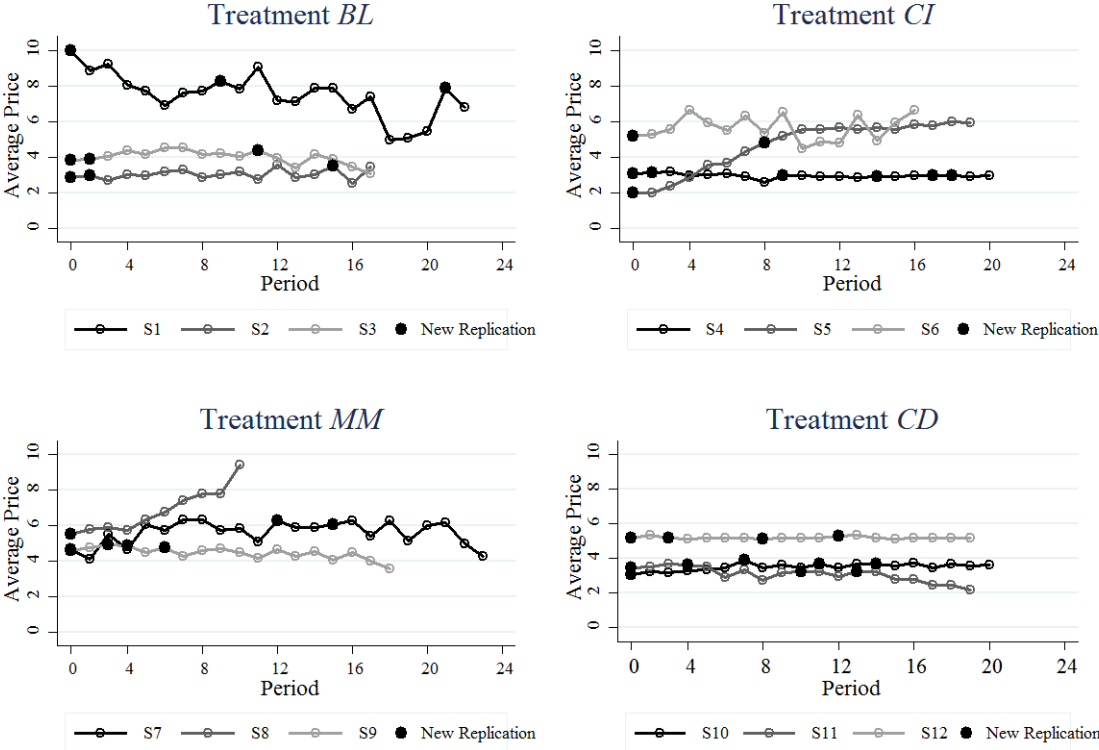 Treatment BL
Average Price
10
8
6
4
2
0
0 4 8 12 16 20 24
Period
S1 S2 S3 New Replication
Treatment CI
Average Price
10
8
6
4
2
0
0 4 8 12 16 20 24
Period
S4 S5 S6 New Replication
Treatment MM
Average Price
10
8
6
4
2
0
0 4 8 12 16 20 24
Period
S7 S8 S9 New Replication
Treatment CD
Average Price
10
8
6
4
2
0
0 4 8 12 16 20 24
Period
S10 S11 S12 New Replication